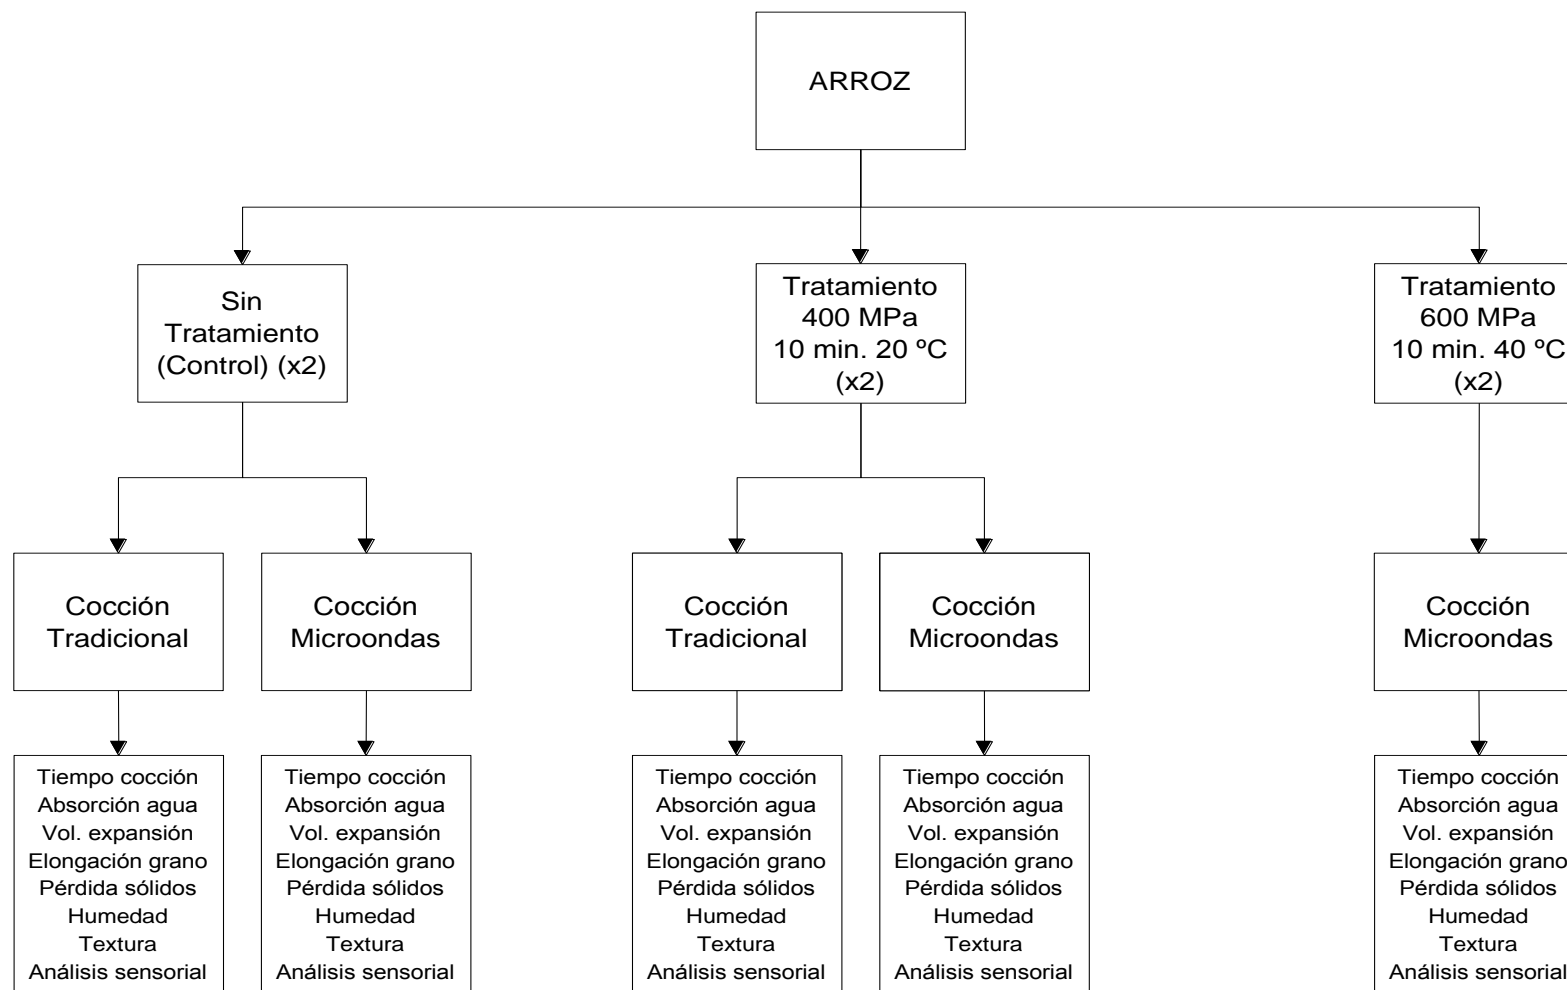 ARROZ
Sin
Tratamiento
(Control) (x2)
Tratamiento
400 MPa
10 min. 20 ºC
(x2)
Tratamiento
600 MPa
10 min. 40 ºC
(x2)
Cocción
Tradicional
Cocción
Microondas
Cocción
Tradicional
Cocción
Microondas
Cocción
Microondas
Tiempo cocción
Absorción agua
Vol. expansión
Elongación grano
Pérdida sólidos
Humedad
Textura
Análisis sensorial
Tiempo cocción
Absorción agua
Vol. expansión
Elongación grano
Pérdida sólidos
Humedad
Textura
Análisis sensorial
Tiempo cocción
Absorción agua
Vol. expansión
Elongación grano
Pérdida sólidos
Humedad
Textura
Análisis sensorial
Tiempo cocción
Absorción agua
Vol. expansión
Elongación grano
Pérdida sólidos
Humedad
Textura
Análisis sensorial
Tiempo cocción
Absorción agua
Vol. expansión
Elongación grano
Pérdida sólidos
Humedad
Textura
Análisis sensorial